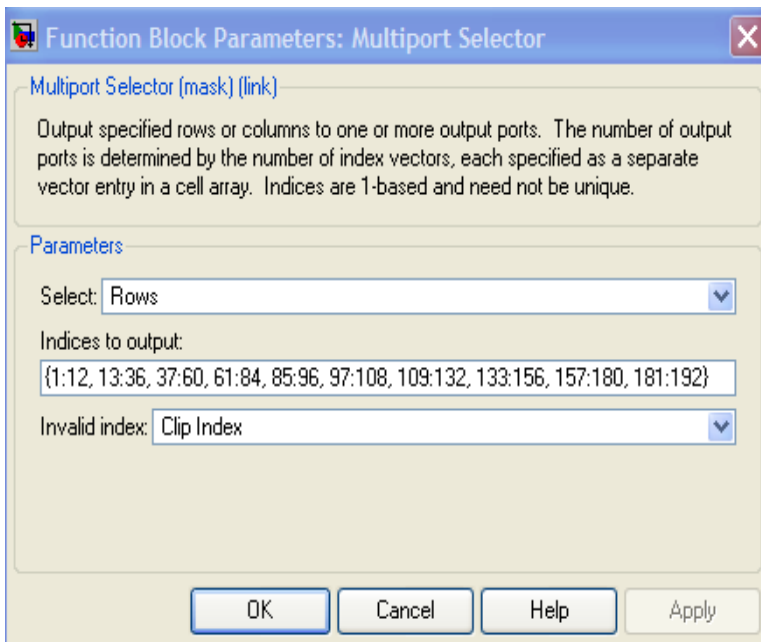 Function Block Parameters: Multiport Selector
Multiport Selector (mask) (link)
Output specified rows or columns to one or more output ports. The number of output
ports is determined by the number of index vectors, each specified as a separate
vector entry in a cell array. Indices are 1-based and need not be unique.
Parameters
Select: Rows
Indices to output:
{1:12, 13:36, 37:60, 61:84, 85:96, 97:108, 109:132, 133:156, 157:180, 181:192}
Invalid index: Clip Index
OK Cancel Help Apply